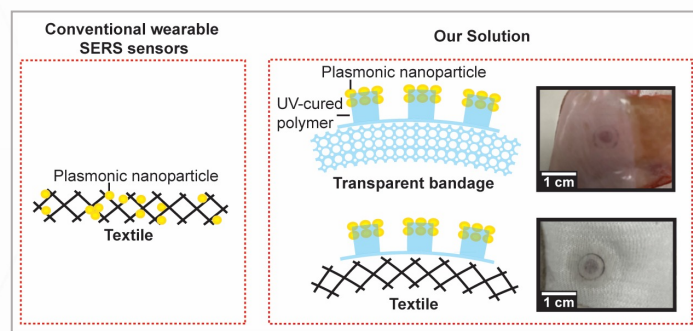 Conventional wearable
SERS sensors
Plasmonic nanoparticle
Textile
Our Solution
Plasmonic nanoparticle
UV-cured
polymer
Transparent bandage
1 cm
Textile
1 cm